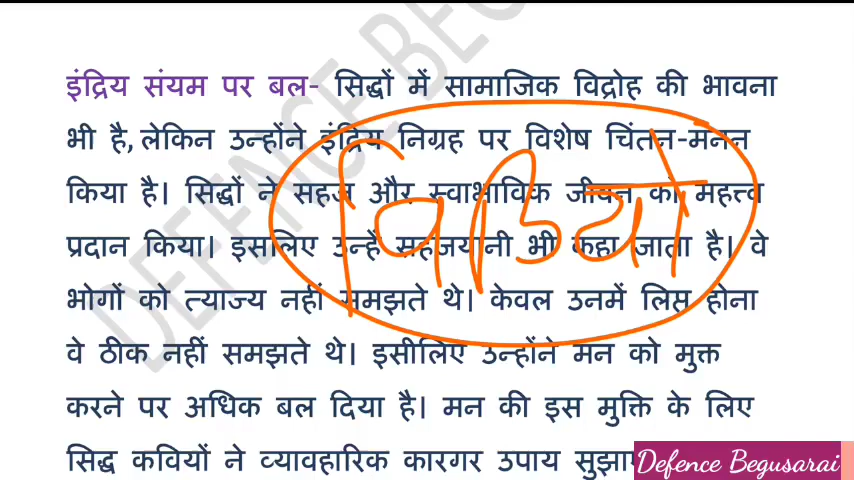 इंद्रिय संयम पर बल- सिद्धों में सामाजिक विद्रोह की भावना
भी है, लेकिन उन्होंने इंद्रिय निग्रह पर विशेष चिंतन-मनन
किया है। सिद्धों ने सहज और स्वाभाविक जीवन को महत्त्व
प्रदान किया। इसलिए उन्हें सहजयानी भी कहा जाता है। वे
भोगों को त्याज्य नहीं समझते थे। केवल उनमें लिप्त होना
वे ठीक नहीं समझते थे। इसीलिए उन्होंने मन को मुक्त
करने पर अधिक बल दिया है। मन की इस मुक्ति के लिए
सिद्ध कवियों ने व्यावहारिक कारगर उपाय
Defence Begusarai